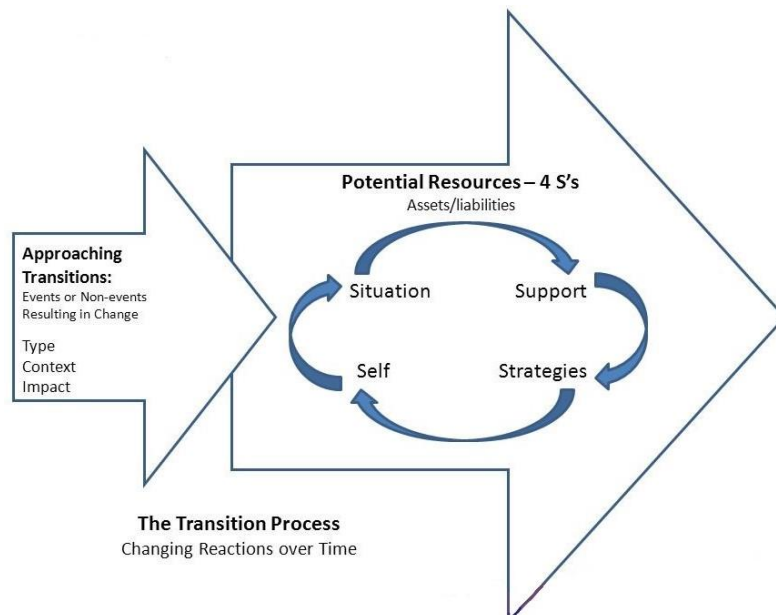 Potential Resources – 4 S's
Assets/liabilities
Approaching
Transitions:
Events or Non-events
Resulting in Change
Type
Context
Impact
Situation
Support
Self
Strategies
The Transition Process
Changing Reactions over Time